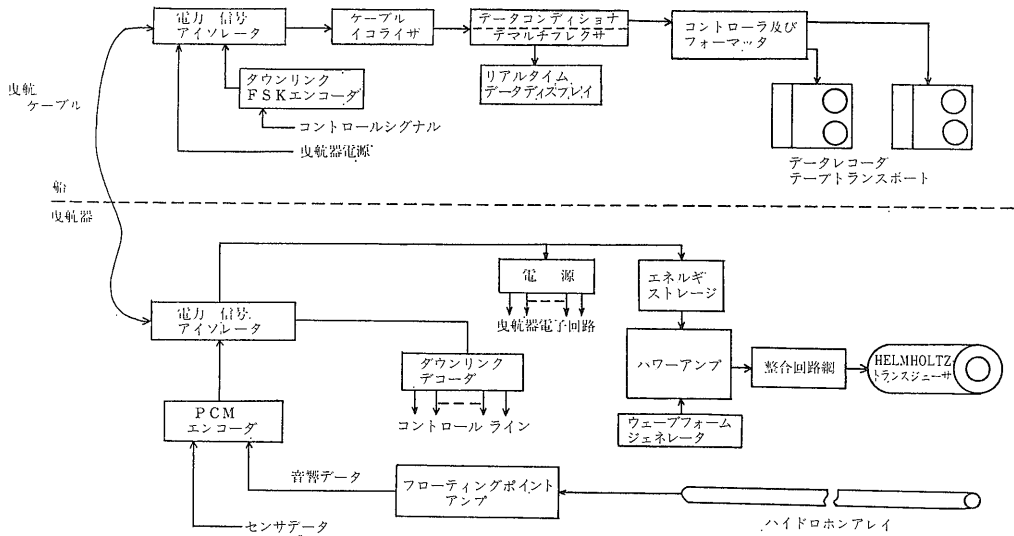 電力 信号
アイソレータ
ケーブル
イコライザ
データコンディショナ
デマルチプレクサ
コントローラ及び
フォーマッタ
曳航
ケーブル
タウンリンク
FSKエンコーダ
リアルタイム
データディスプレイ
コントロールシグナル
曳航器電源
データレコーダ
テープトランスポート
船
曳航器
電 源
エネルギ
ストレージ
電力 信号
アイソレータ
曳航器電子回路
ダウンリンク
デコーダ
パワーアンプ
整合回路網
HELMHOLTZ
トランスジューサ
PCM
エンコーダ
コントロール ライン
ウェーブフォーム
ジェネレータ
音響データ
フローティングポイント
アンプ
センサデータ
ハイドロホンアレイ